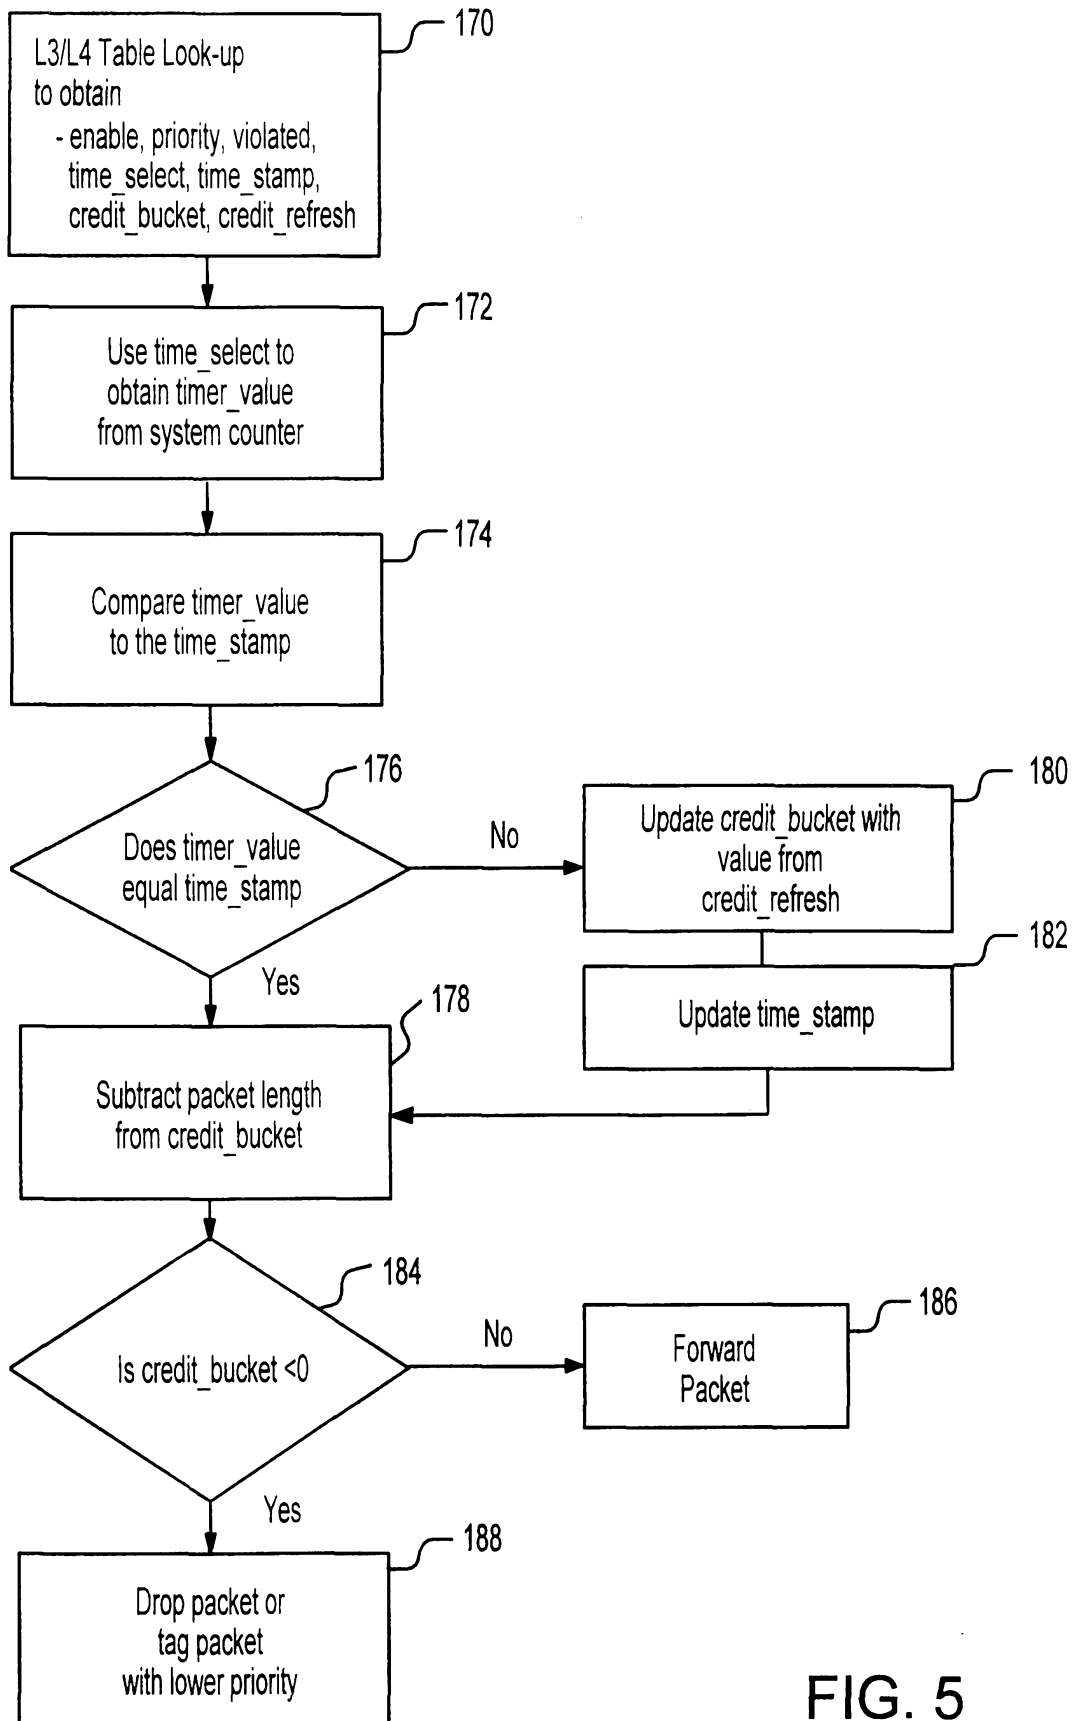 170
L3/L4 Table Look-up
to obtain
- enable, priority, violated,
time_select, time_stamp,
credit_bucket, credit_refresh
172
Use time_select to
obtain timer_value
from system counter
174
Compare timer_value
to the time_stamp
176
Does timer_value
equal time_stamp
No
180
Update credit_bucket with
value from
credit_refresh
182
Update time_stamp
Yes
178
Subtract packet length
from credit_bucket
184
Is credit_bucket <0
No
186
Forward
Packet
Yes
188
Drop packet or
tag packet
with lower priority
FIG. 5